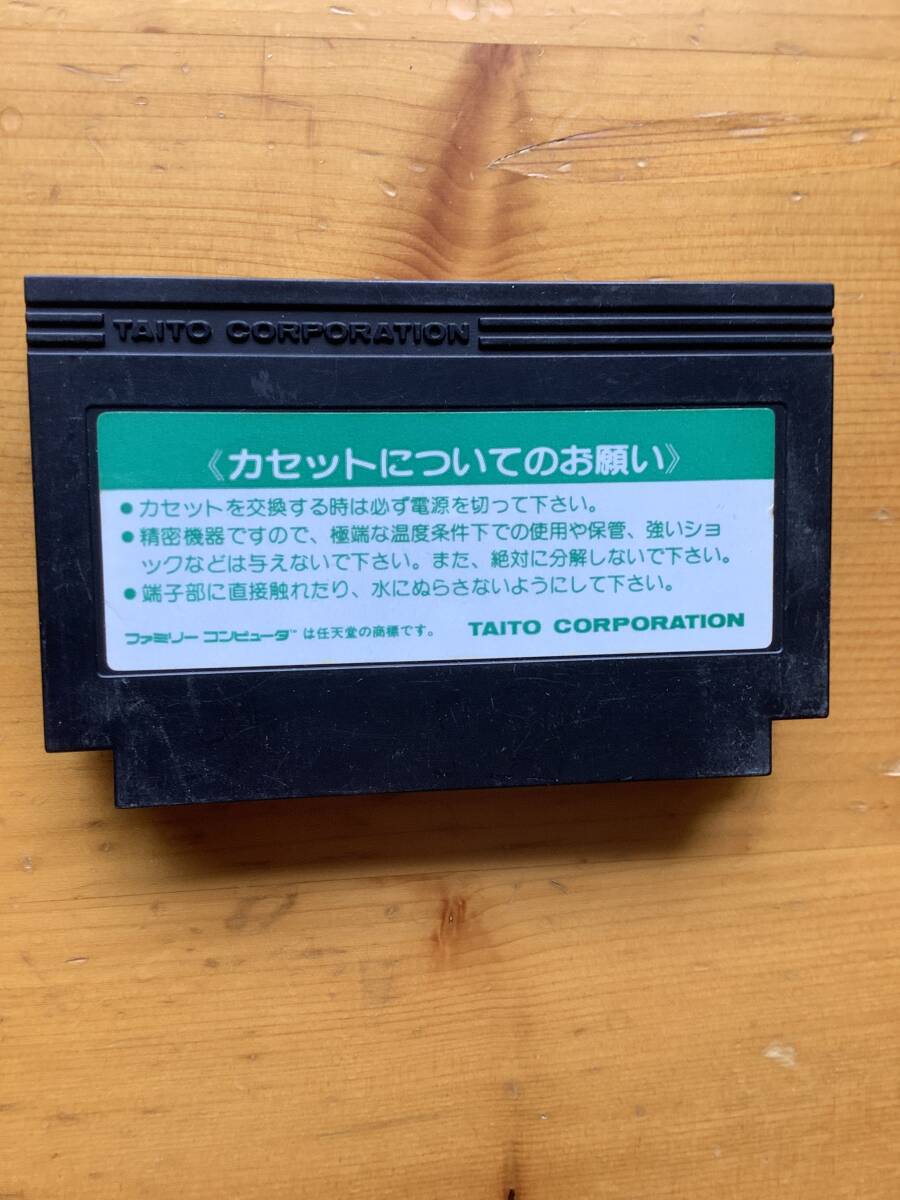 TAITO CORPORATION
《カセットについてのお願い》
● カセットを交換する時は必ず電源を切って下さい。
● 精密機器ですので、極端な温度条件下での使用や保管、強いショ
ックなどは与えないで下さい。また、絶対に分解しないで下さい。
● 端子部に直接触れたり、水にぬらさないようにして下さい。
ファミリー コンピュータ™ は任天堂の商標です。 TAITO CORPORATION